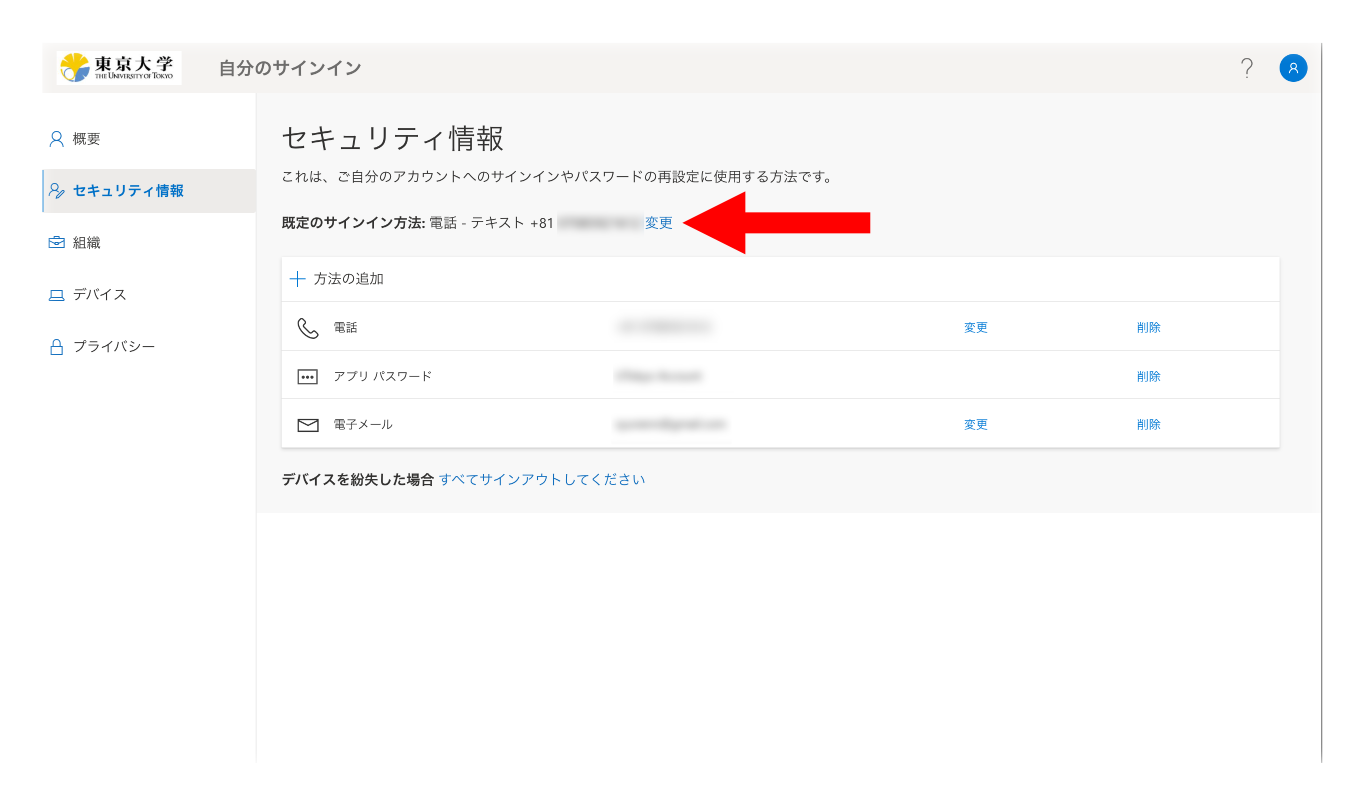 東京大学
THE UNIVERSITY OF TOKYO
自分のサインイン
?
概要
セキュリティ情報
組織
デバイス
プライバシー
セキュリティ情報
これは、ご自分のアカウントへのサインインやパスワードの再設定に使用する方法です。
既定のサインイン方法: 電話 - テキスト +81 変更
方法の追加
電話 変更 削除
アプリ パスワード 削除
電子メール 変更 削除
デバイスを紛失した場合 すべてサインアウトしてください